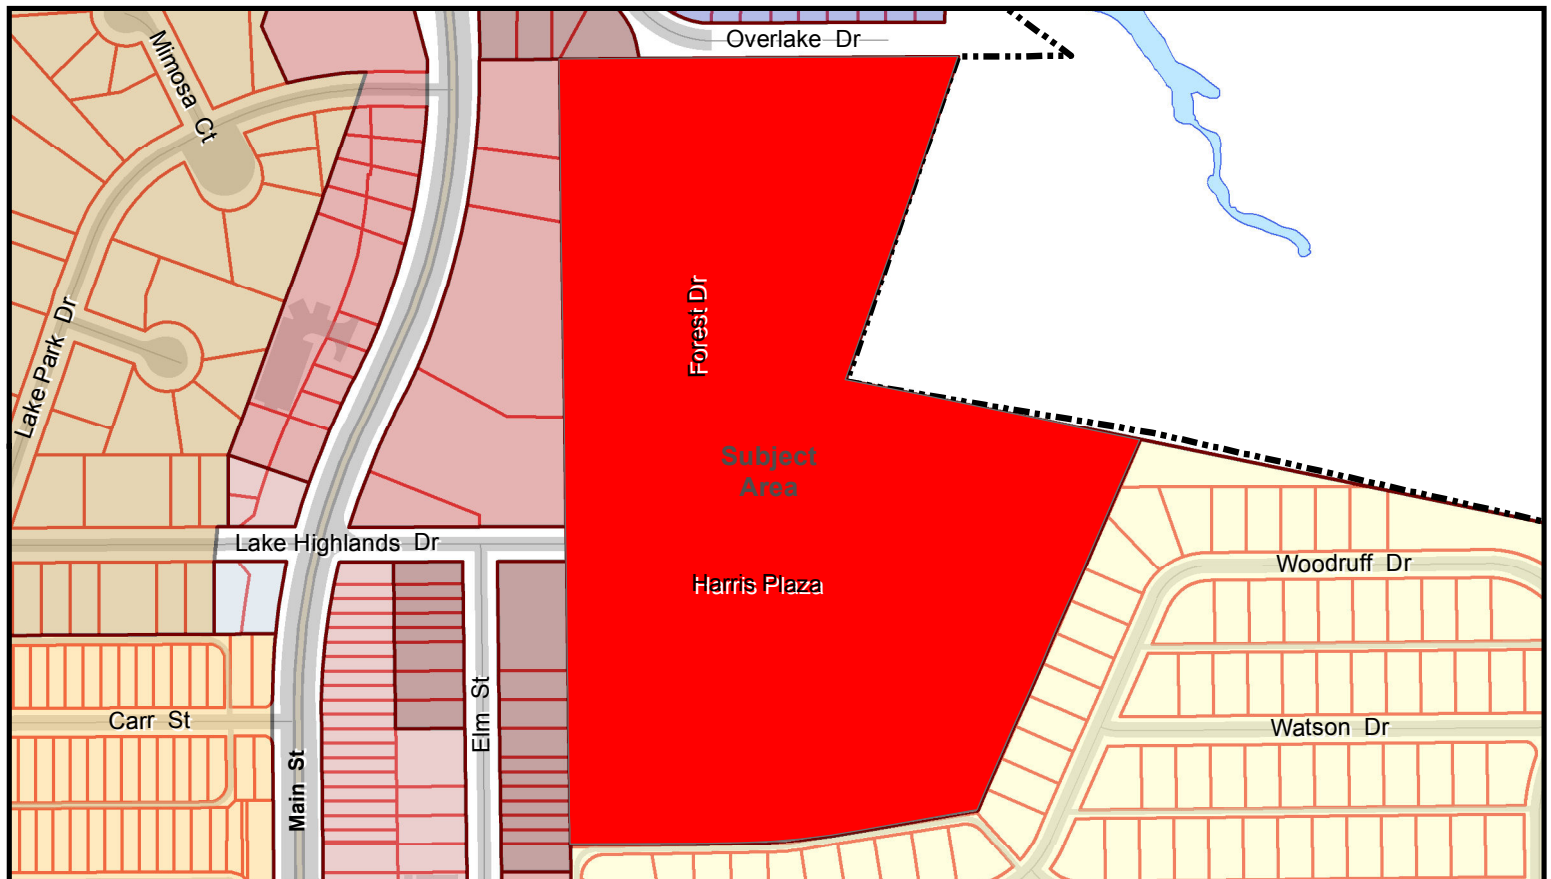 Overlake Dr
Mimosa Ct
Forest Dr
Lake Park Dr
Subject
Area
Lake Highlands Dr
Woodruff Dr
Harris Plaza
Elm St
Carr St
Watson Dr
Main St